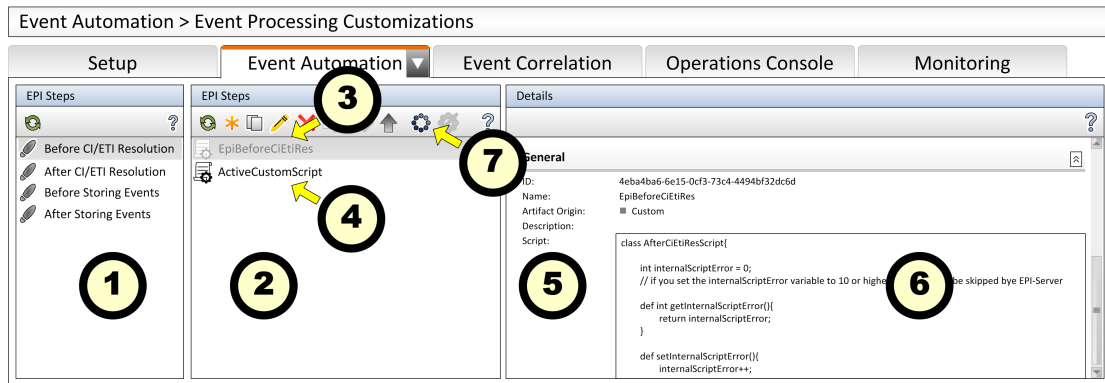 Event Automation > Event Processing Customizations
Setup
Event Automation
Event Correlation
Operations Console
Monitoring
EPI Steps
EPI Steps
Details
3
?
?
?
7
Before CI/ETI Resolution
After CI/ETI Resolution
Before Storing Events
After Storing Events
EpiBeforeCiEtiRes
ActiveCustomScript
4
1
2
General
ID: 4eba4ba6-6e15-0cf3-73c4-4494bf32dc6d
Name: EpiBeforeCiEtiRes
Artifact Origin: Custom
Description:
Script:
5
6
class AfterCiEtiResScript{
int internalScriptError = 0;
// if you set the internalScriptError variable to 10 or be skipped bye EPI-Server
def int getInternalScriptError(){
return internalScriptError;
}
def setInternalScriptError(){
internalScriptError++;